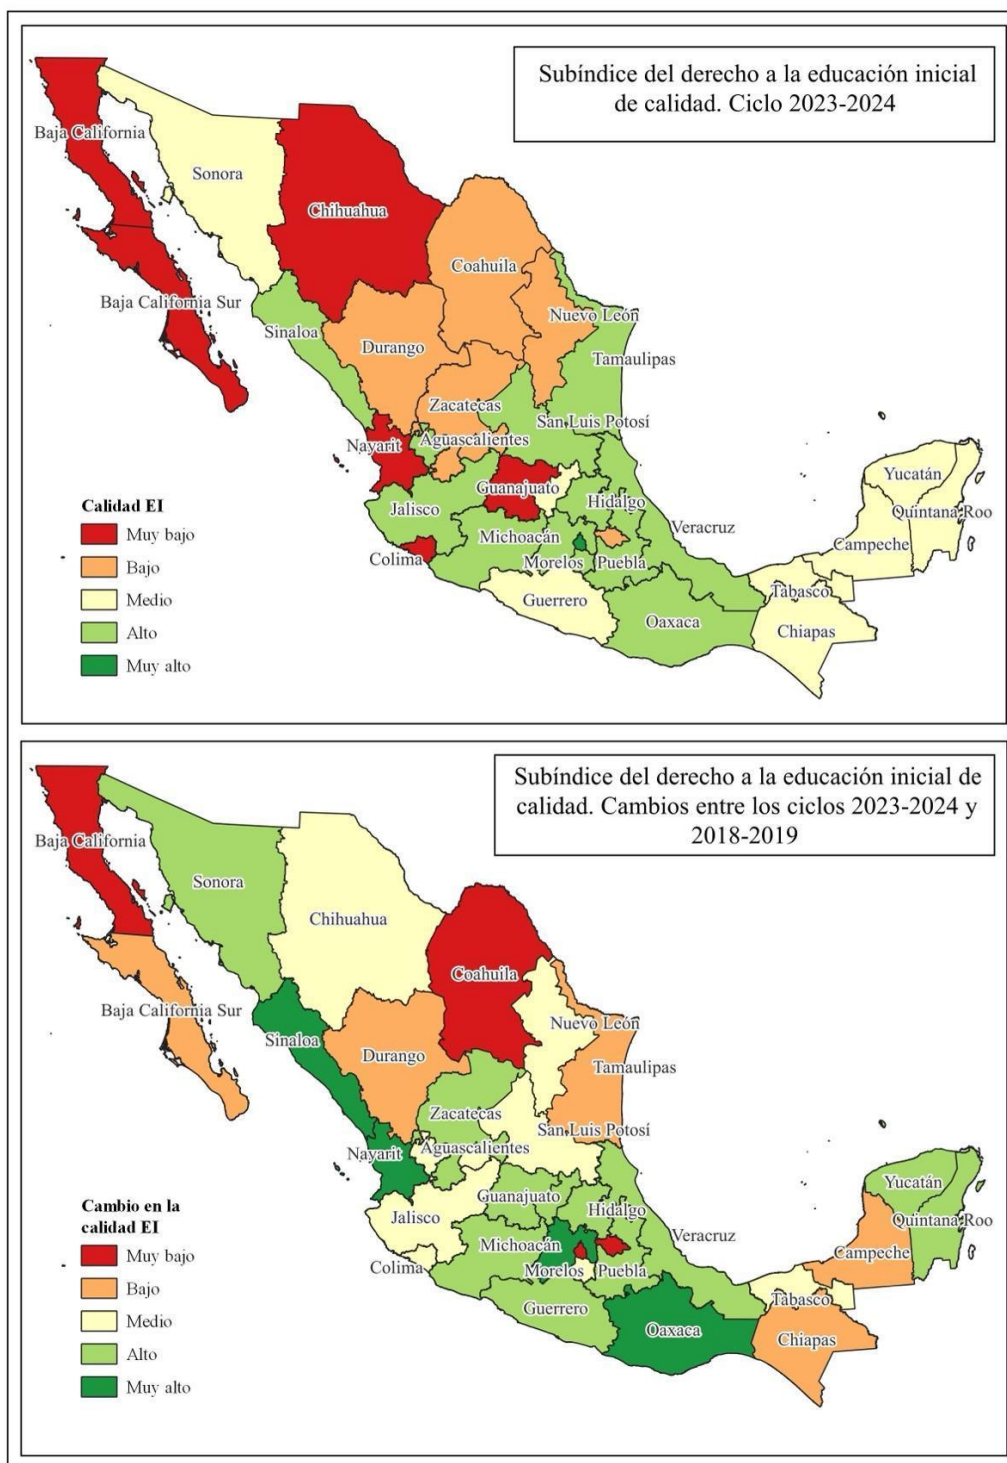 Subíndice del derecho a la educación inicial
de calidad. Ciclo 2023-2024
Baja California
Sonora
Chihuahua
Coahuila
Baja California Sur
Sinaloa
Nuevo León
Durango
Tamaulipas
Zacatecas
San Luis Potosí
Nayarit
Aguascalientes
Yucatán
Guanajuato
Hidalgo
Jalisco
Quintana Roo
Veracruz
Michoacán
Campeche
Colima
Morelos
Puebla
Tabasco
Guerrero
Oaxaca
Chiapas
Calidad EI
Muy bajo
Bajo
Medio
Alto
Muy alto
Subíndice del derecho a la educación inicial de
calidad. Cambios entre los ciclos 2023-2024 y
2018-2019
Baja California
Sonora
Chihuahua
Coahuila
Baja California Sur
Sinaloa
Nuevo León
Durango
Tamaulipas
Zacatecas
San Luis Potosí
Nayarit
Aguascalientes
Yucatán
Guanajuato
Hidalgo
Jalisco
Quintana Roo
Veracruz
Michoacán
Campeche
Colima
Morelos
Puebla
Tabasco
Guerrero
Oaxaca
Chiapas
Cambio en la
calidad EI
Muy bajo
Bajo
Medio
Alto
Muy alto